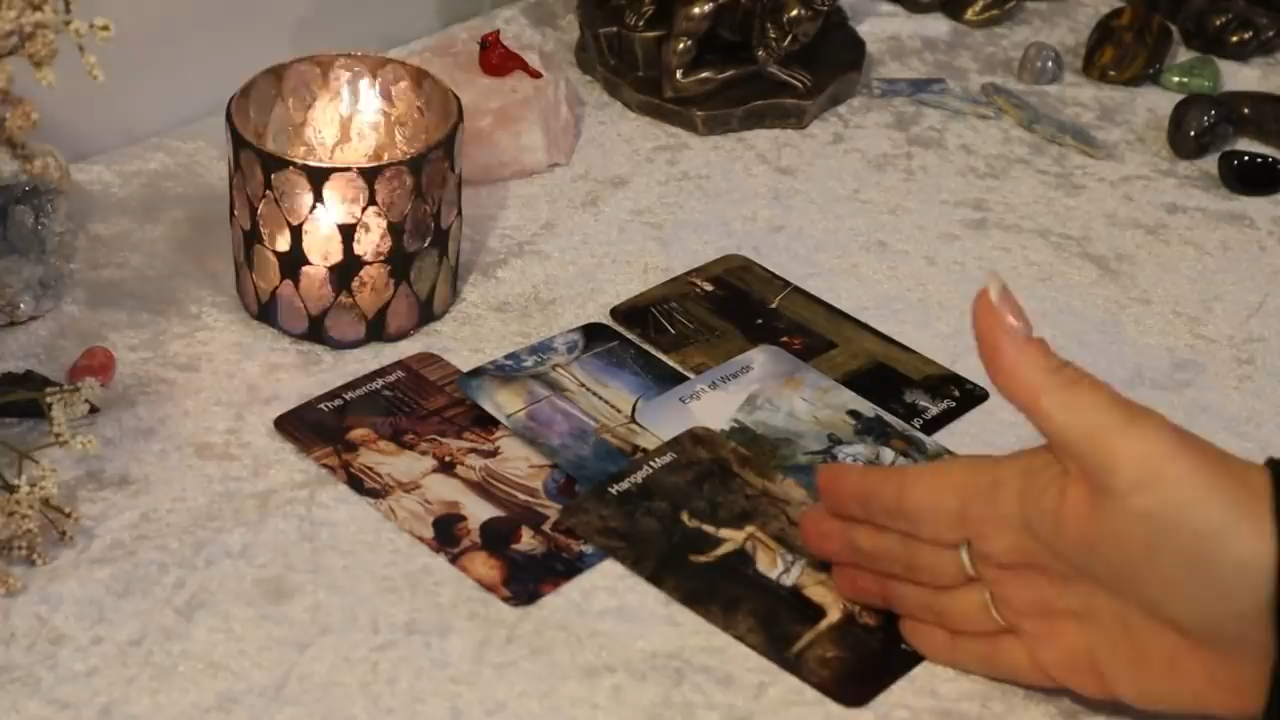 The Hierophant
Eight of Wands
Hanged Man
Seven of